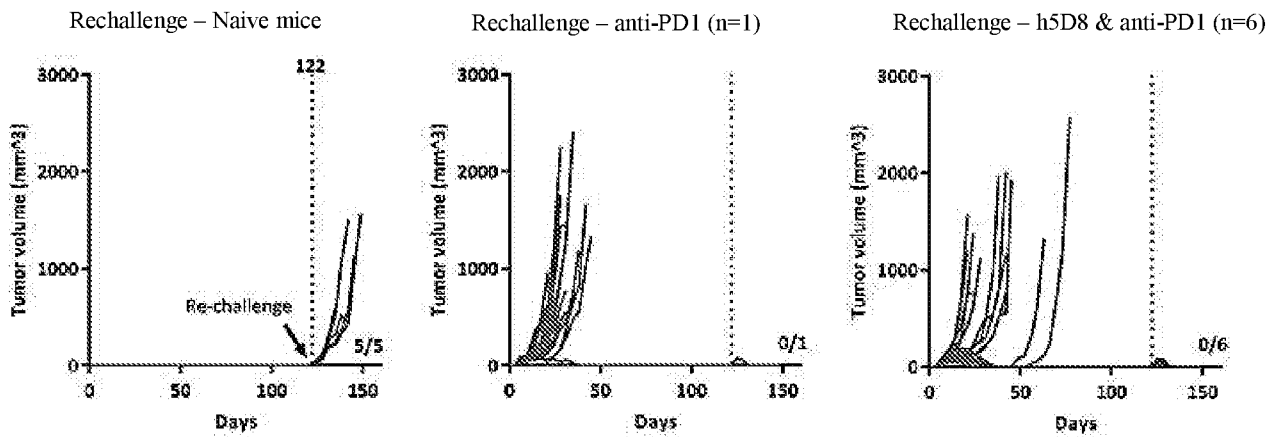 Rechallenge – Naive mice
Rechallenge – anti-PD1 (n=1)
Rechallenge – h5D8 & anti-PD1 (n=6)
122
3000
2000
1000
0
Tumor volume (mm^3)
Re-challenge
5/5
0
50
100
150
Days
3000
2000
1000
0
Tumor volume (mm^3)
0/1
0
50
100
150
Days
3000
2000
1000
0
Tumor volume (mm^3)
0/6
0
50
100
150
Days